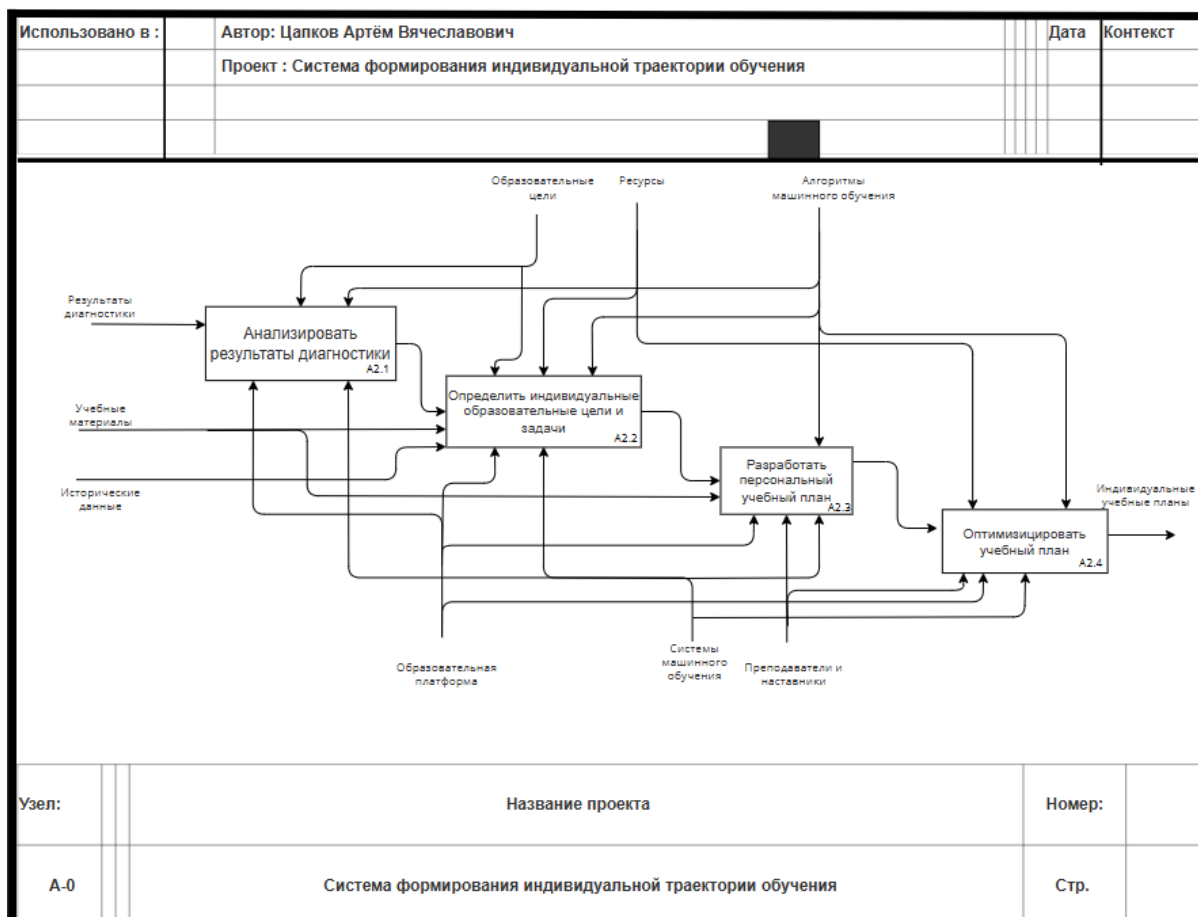 Использовано в :
Автор: Цапков Артём Вячеславович
Дата
Контекст
Проект : Система формирования индивидуальной траектории обучения
Образовательные
цели
Ресурсы
Алгоритмы
машинного обучения
Результаты
диагностики
Анализировать
результаты диагностики
A2.1
Учебные
материалы
Определить индивидуальные
образовательные цели и
задачи
A2.2
Исторические
данные
Разработать
персональный
учебный план
A2.3
Индивидуальные
учебные планы
Оптимизицировать
учебный план
A2.4
Образовательная
платформа
Системы
машинного
обучения
Преподаватели и
наставники
Узел:
Название проекта
Номер:
А-0
Система формирования индивидуальной траектории обучения
Стр.